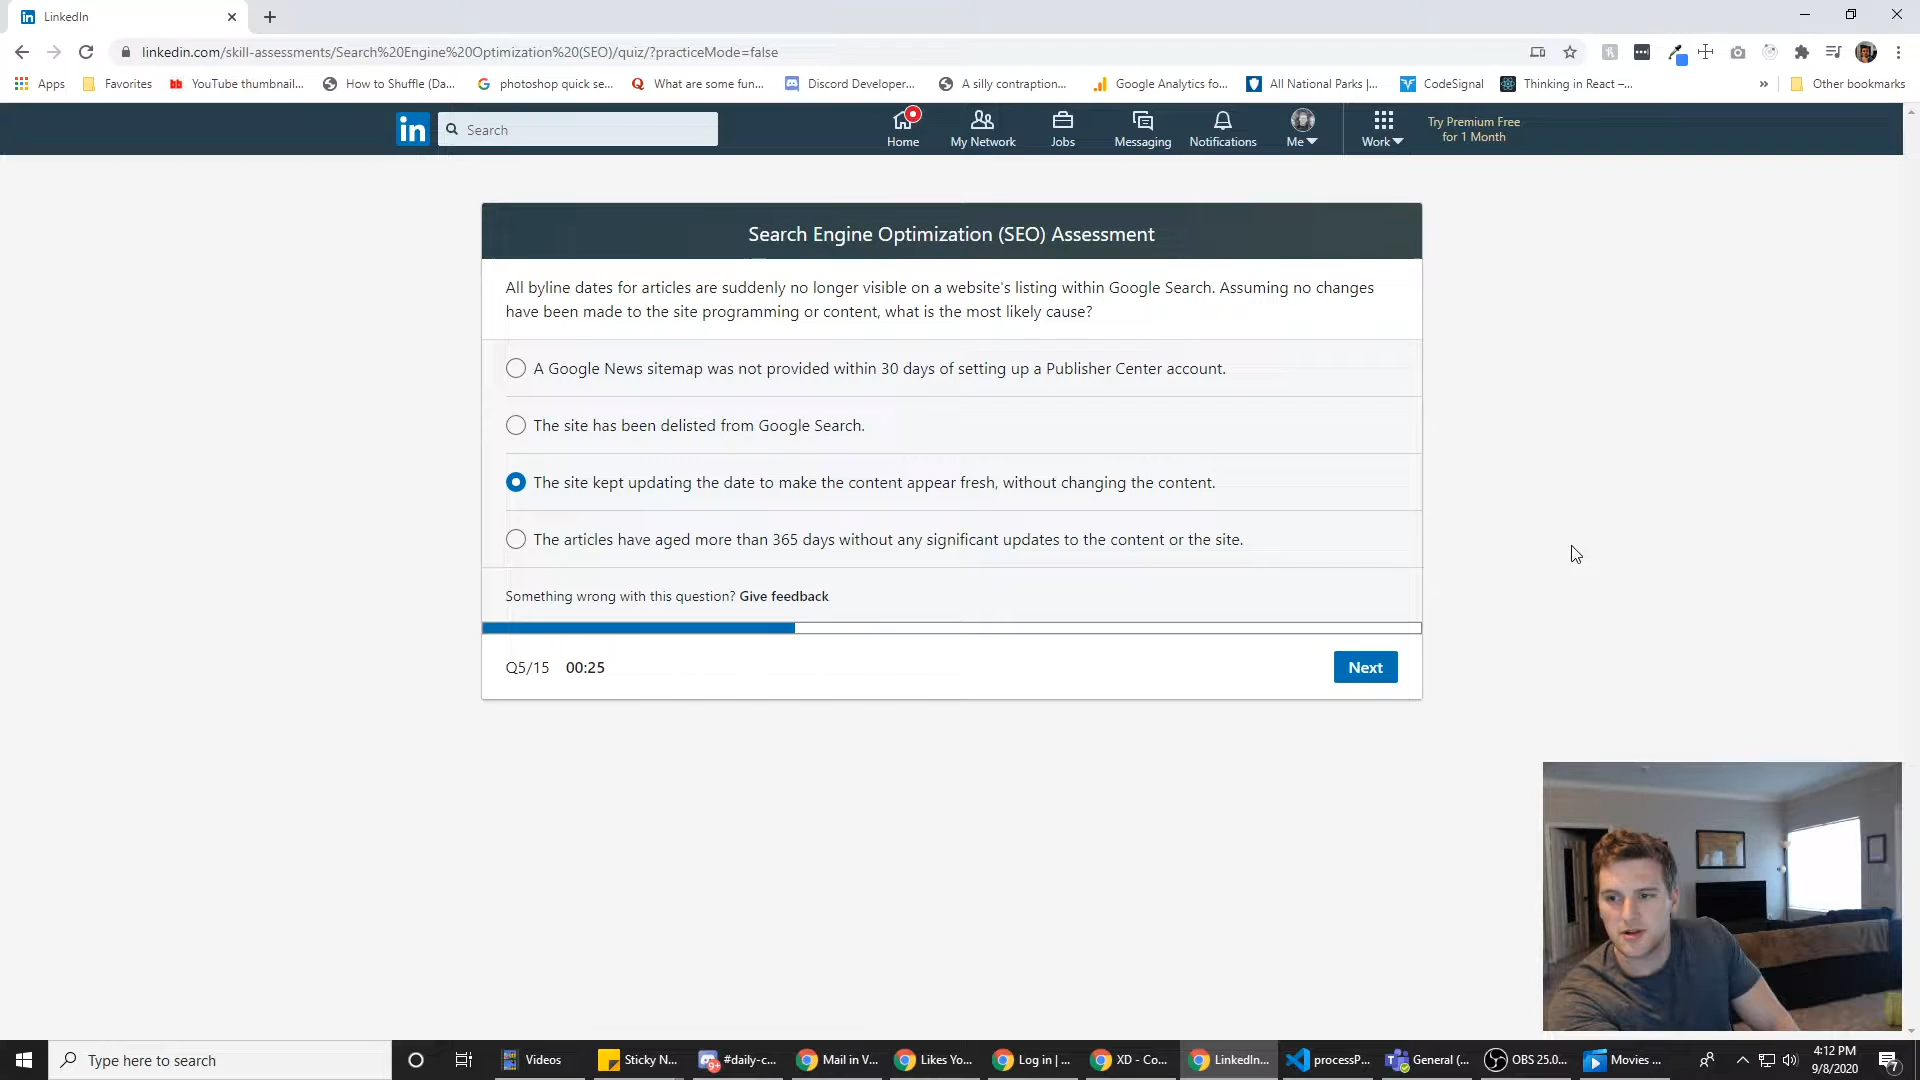 LinkedIn
linkedin.com/skill-assessments/Search%20Engine%20Optimization%20(SEO)/quiz/?practiceMode=false
Apps Favorites YouTube thumbnail... How to Shuffle (Da... photoshop quick se... What are some fun... Discord Developer... A silly contraption... Google Analytics fo... All National Parks |... CodeSignal Thinking in React –... » Other bookmarks
in Search Home My Network Jobs Messaging Notifications Me Work Try Premium Free
for 1 Month
Search Engine Optimization (SEO) Assessment
All byline dates for articles are suddenly no longer visible on a website's listing within Google Search. Assuming no changes
have been made to the site programming or content, what is the most likely cause?
A Google News sitemap was not provided within 30 days of setting up a Publisher Center account.
The site has been delisted from Google Search.
The site kept updating the date to make the content appear fresh, without changing the content.
The articles have aged more than 365 days without any significant updates to the content or the site.
Something wrong with this question? Give feedback
Q5/15 00:25 Next
Type here to search Videos Sticky N... #daily-c... Mail in V... Likes Yo... Log in | ... XD - Co... LinkedIn... processP... General (... OBS 25.0... Movies ... 4:12 PM
9/8/2020 7